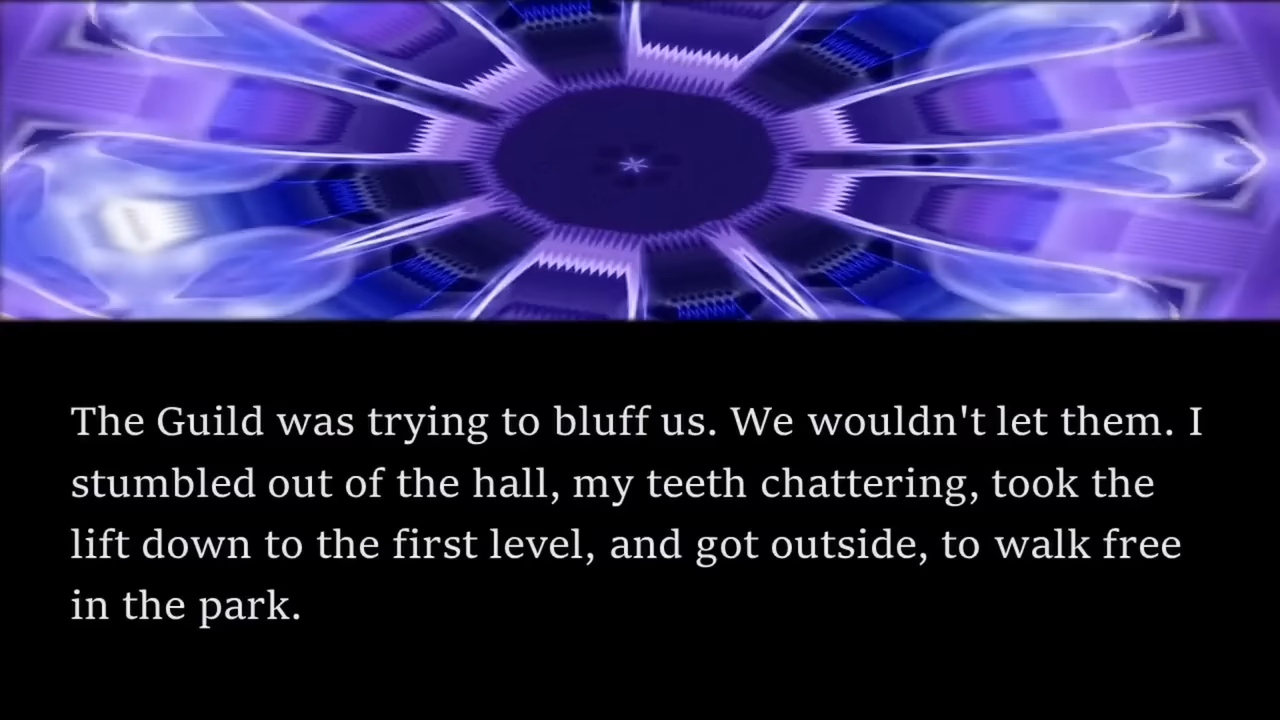 The Guild was trying to bluff us. We wouldn't let them. I
stumbled out of the hall, my teeth chattering, took the
lift down to the first level, and got outside, to walk free
in the park.